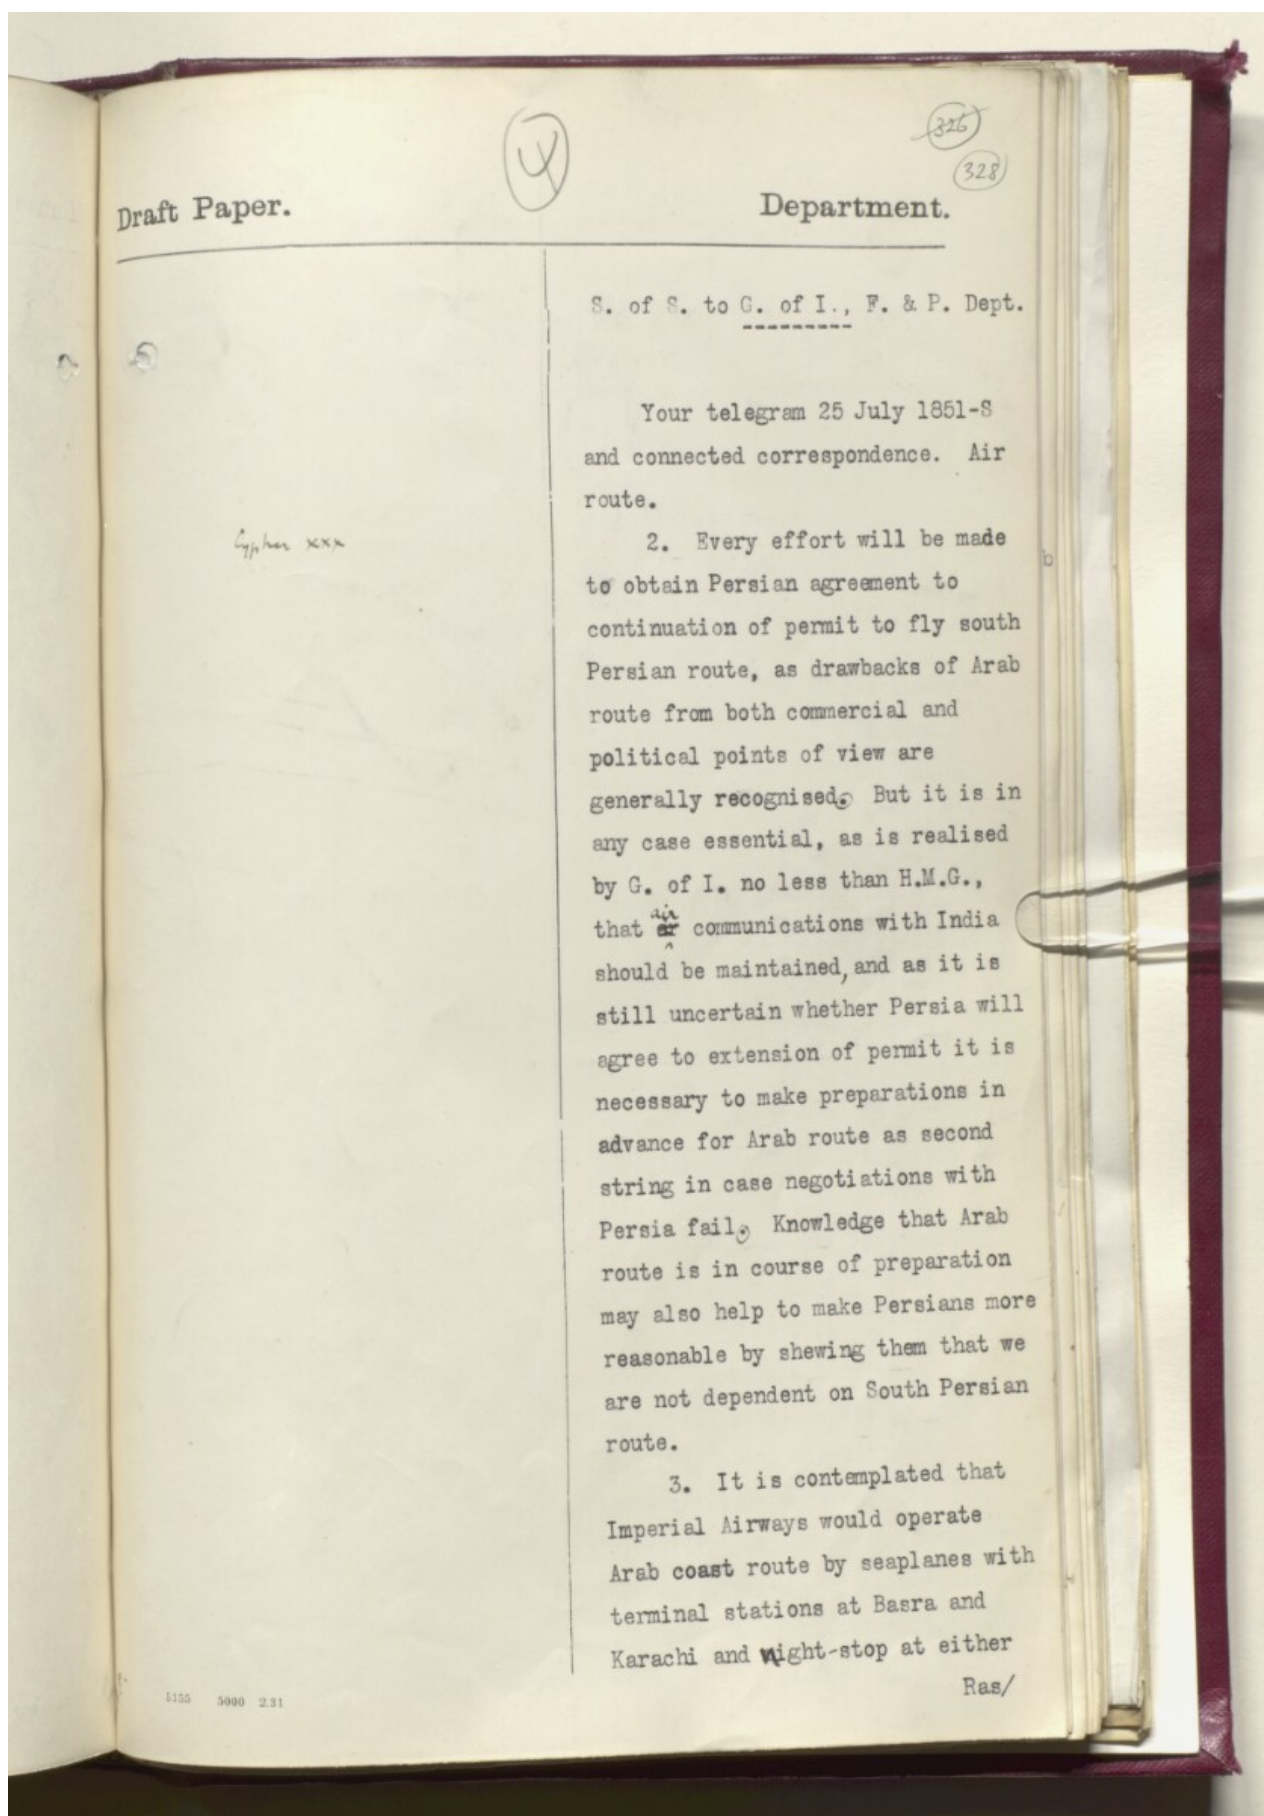 4
326
328
Draft Paper.
Department.
S. of S. to G. of I., F. & P. Dept.
Your telegram 25 July 1851-S
and connected correspondence. Air
route.
Cypher xxx
2. Every effort will be made
to obtain Persian agreement to
continuation of permit to fly south
Persian route, as drawbacks of Arab
route from both commercial and
political points of view are
generally recognised. But it is in
any case essential, as is realised
by G. of I. no less than H.M.G.,
that air communications with India
should be maintained, and as it is
still uncertain whether Persia will
agree to extension of permit it is
necessary to make preparations in
advance for Arab route as second
string in case negotiations with
Persia fail. Knowledge that Arab
route is in course of preparation
may also help to make Persians more
reasonable by shewing them that we
are not dependent on South Persian
route.
3. It is contemplated that
Imperial Airways would operate
Arab coast route by seaplanes with
terminal stations at Basra and
Karachi and night-stop at either
Ras/
5155 5000 2.31